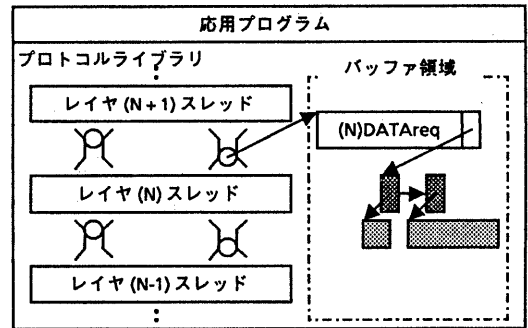 応用プログラム
プロトコルライブラリ
バッファ領域
レイヤ (N + 1) スレッド
(N)DATAreq
レイヤ (N) スレッド
レイヤ (N-1) スレッド